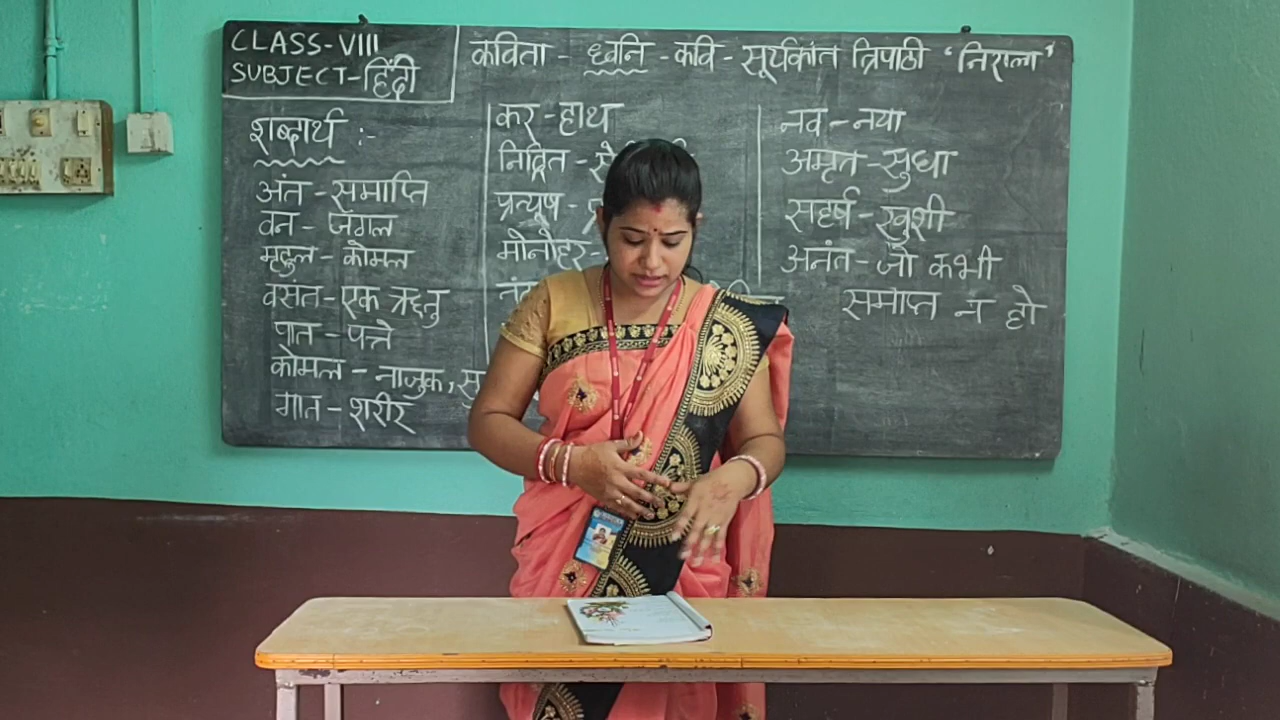 CLASS-VIII
SUBJECT-हिंदी
कविता - ध्वनि - कवि - सूर्यकांत त्रिपाठी 'निराला'
शब्दार्थ :-
अंत - समाप्ति
वन - जंगल
मृदुल - कोमल
वसंत - एक ऋतु
पात - पत्ते
कोमल - नाजुक,
गात - शरीर
कर - हाथ
निद्रित -
प्रत्यूष -
मोनोहर -
नव - नया
अमृत - सुधा
सहर्ष - खुशी
अनंत - जो कभी
समाप्त न हो